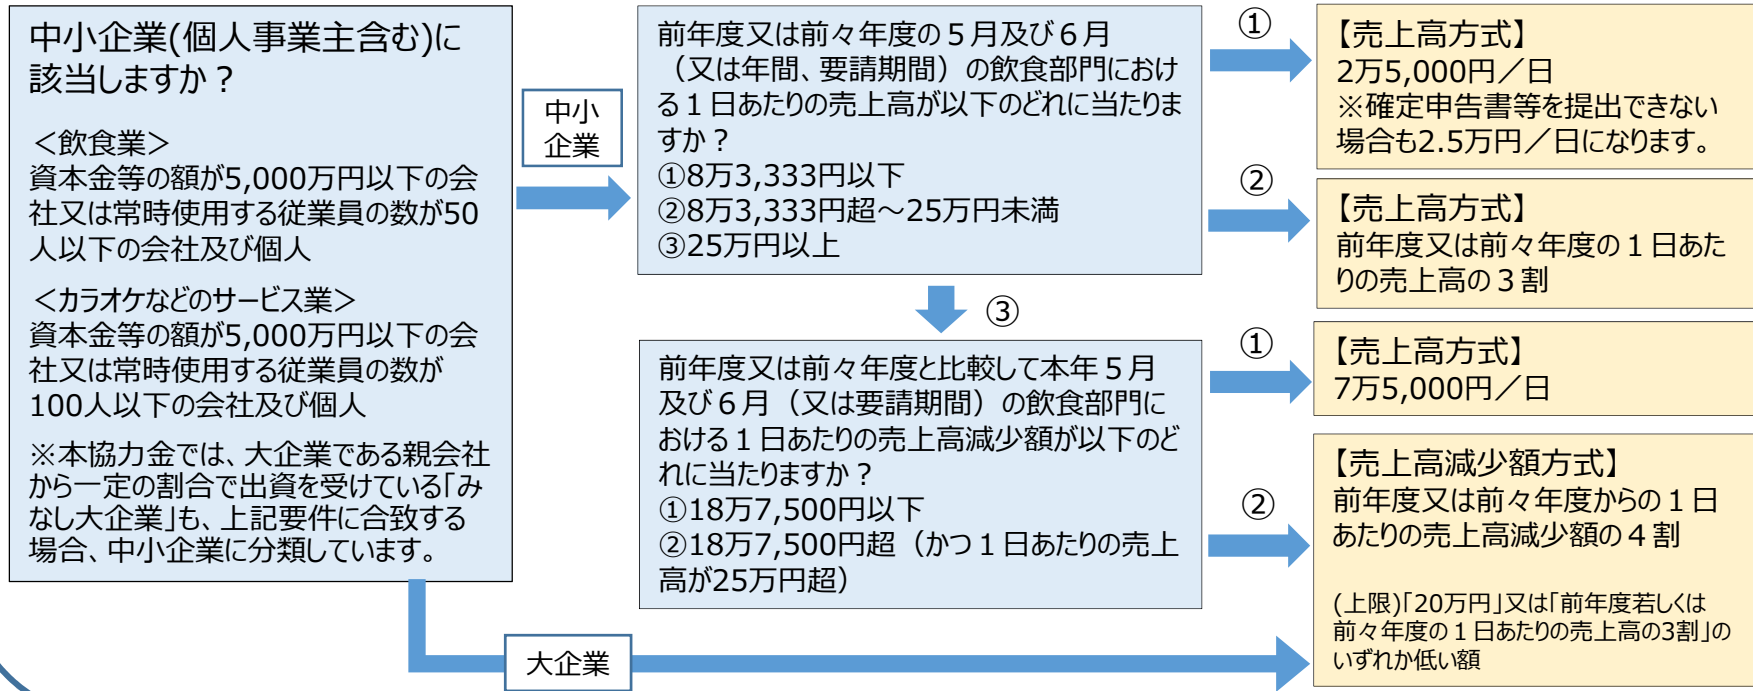 中小企業(個人事業主含む)に
該当しますか？
＜飲食業＞
資本金等の額が5,000万円以下の会
社又は常時使用する従業員の数が50
人以下の会社及び個人
＜カラオケなどのサービス業＞
資本金等の額が5,000万円以下の会
社又は常時使用する従業員の数が
100人以下の会社及び個人
※本協力金では、大企業である親会社
から一定の割合で出資を受けている「み
なし大企業」も、上記要件に合致する
場合、中小企業に分類しています。
中小
企業
前年度又は前々年度の５月及び６月
（又は年間、要請期間）の飲食部門におけ
る１日あたりの売上高が以下のどれに当たりま
すか？
①8万3,333円以下
②8万3,333円超～25万円未満
③25万円以上
①
【売上高方式】
2万5,000円／日
※確定申告書等を提出できない
場合も2.5万円／日になります。
②
【売上高方式】
前年度又は前々年度の１日あた
りの売上高の３割
③
前年度又は前々年度と比較して本年５月
及び６月（又は要請期間）の飲食部門に
おける１日あたりの売上高減少額が以下のど
れに当たりますか？
①18万7,500円以下
②18万7,500円超（かつ１日あたりの売上
高が25万円超）
①
【売上高方式】
7万5,000円／日
②
【売上高減少額方式】
前年度又は前々年度からの１日
あたりの売上高減少額の４割
(上限)「20万円」又は「前年度若しくは
前々年度の１日あたりの売上高の3割」の
いずれか低い額
大企業